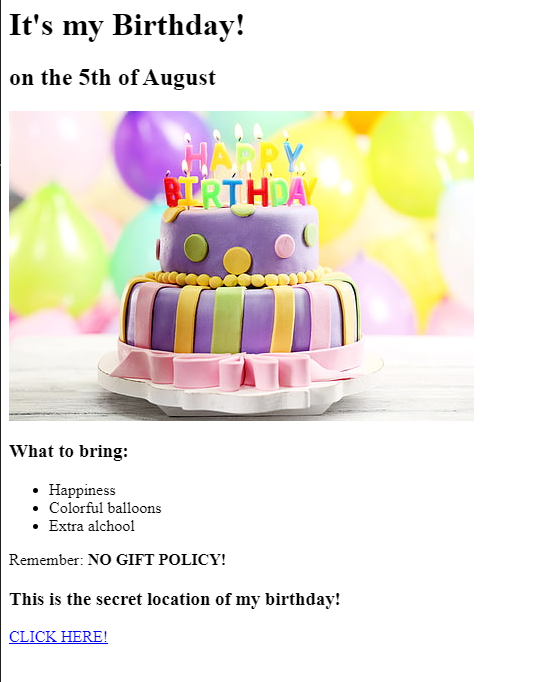 It's my Birthday!
on the 5th of August
HAPPY
BIRTHDAY
What to bring:
Happiness
Colorful balloons
Extra alchool
Remember: NO GIFT POLICY!
This is the secret location of my birthday!
CLICK HERE!